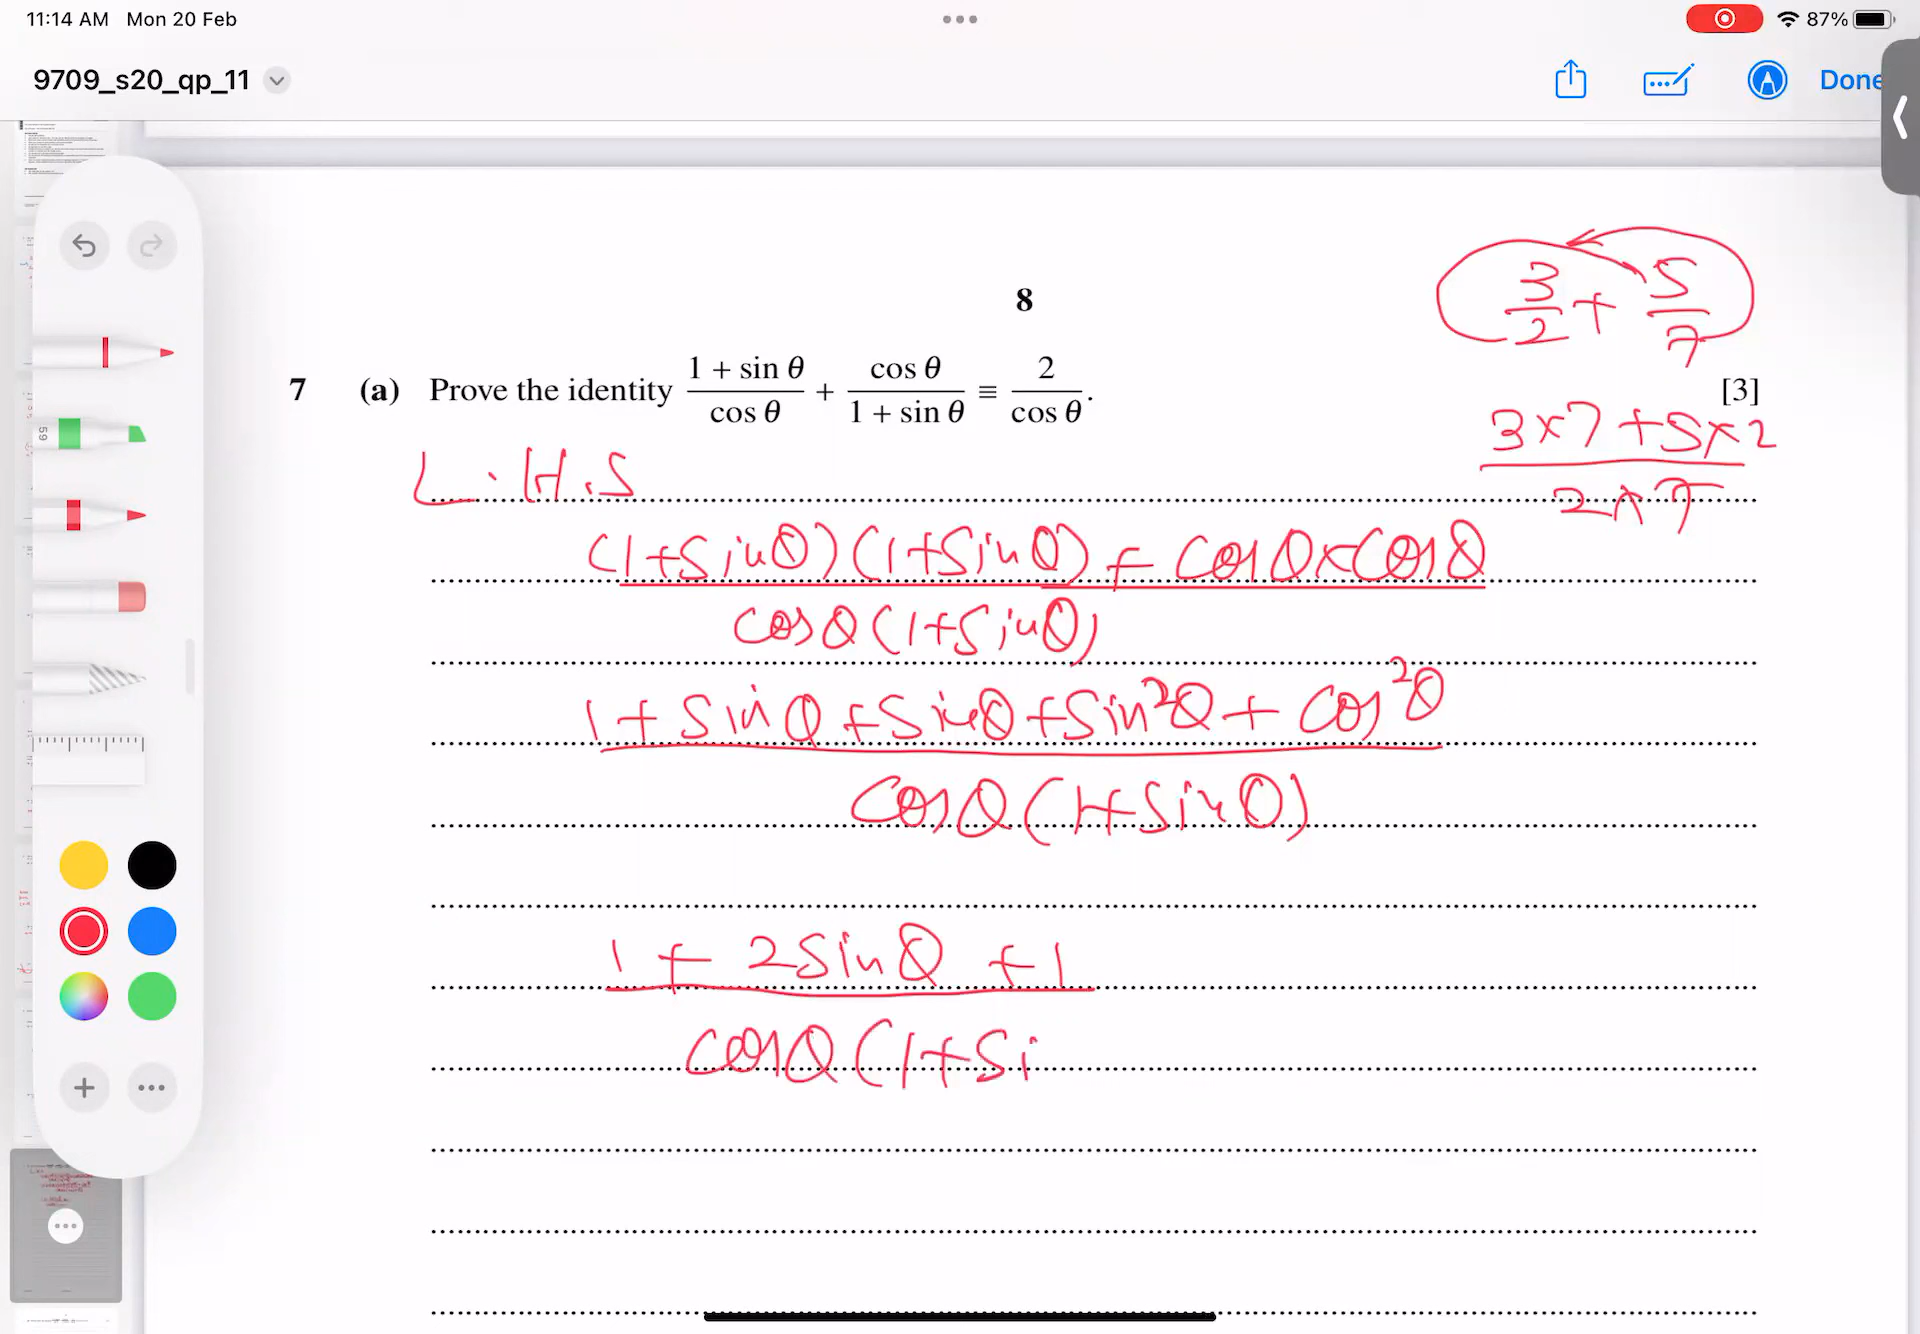 11:14 AM Mon 20 Feb
87%
9709_s20_qp_11
Done
8
3/2 + 5/7
7 (a) Prove the identity (1 + sin θ)/(cos θ) + (cos θ)/(1 + sin θ) ≡ 2/(cos θ). [3]
(3×7 + 5×2)/(2×7)
L.H.S
((1+Sinθ)(1+Sinθ) + Cosθ×Cosθ)/(Cosθ(1+Sinθ))
(1 + Sinθ + Sinθ + Sin²θ + Cos²θ)/(Cosθ(1+Sinθ))
(1 + 2Sinθ + 1)/(Cosθ(1+Si
59